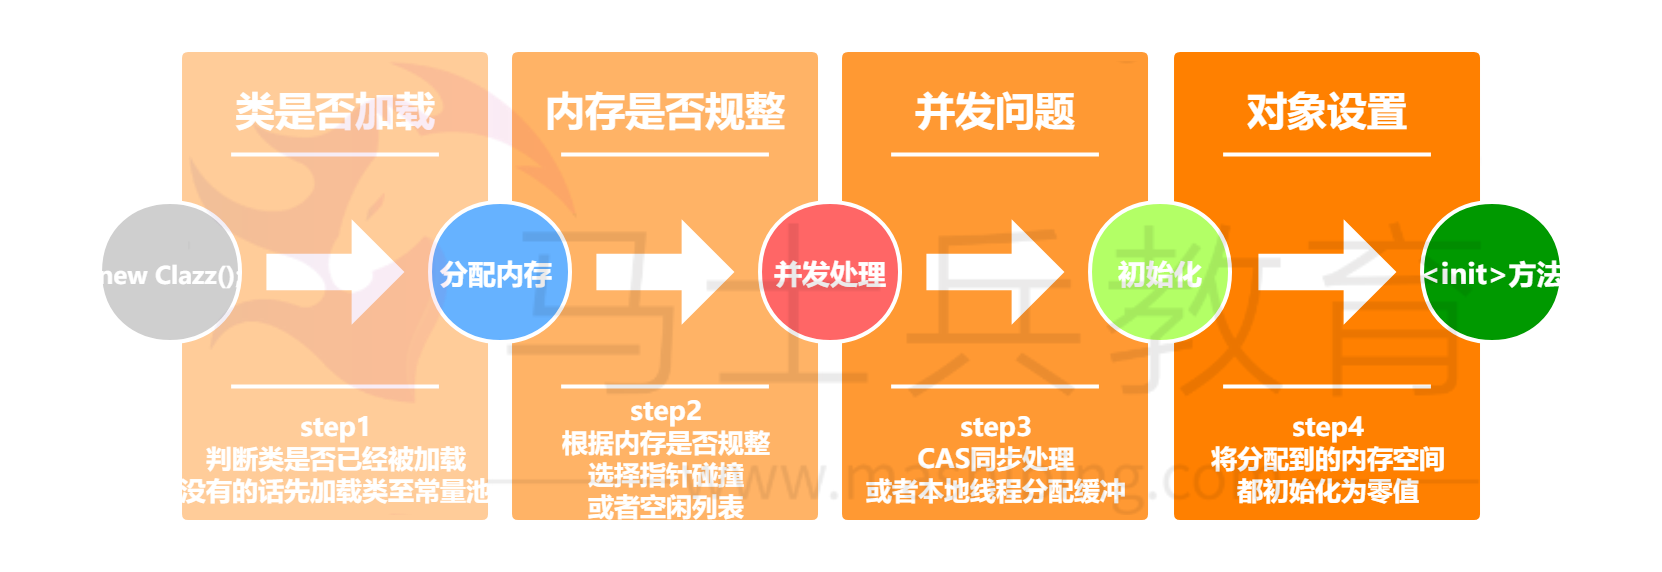 类是否加载
内存是否规整
并发问题
对象设置
new Clazz();
分配内存
并发处理
初始化
<init>方法
step1
判断类是否已经被加载
没有的话先加载类至常量池
step2
根据内存是否规整
选择指针碰撞
或者空闲列表
step3
CAS同步处理
或者本地线程分配缓冲
step4
将分配到的内存空间
都初始化为零值
马士兵教育